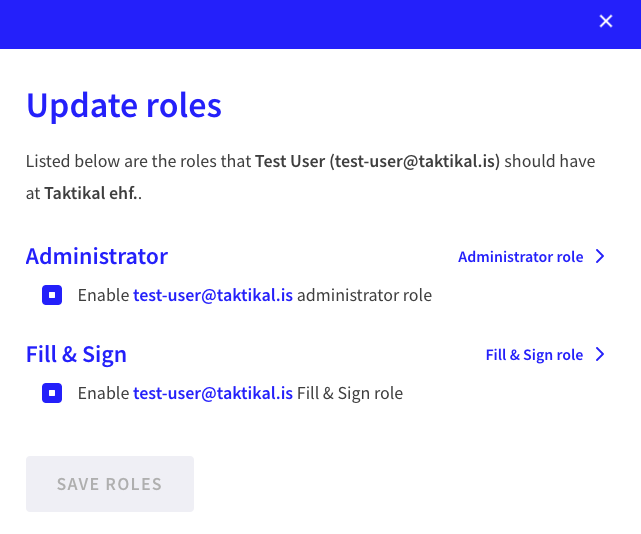 Update roles
Listed below are the roles that Test User (test-user@taktikal.is) should have
at Taktikal ehf..
Administrator
Administrator role
Enable test-user@taktikal.is administrator role
Fill & Sign
Fill & Sign role
Enable test-user@taktikal.is Fill & Sign role
SAVE ROLES